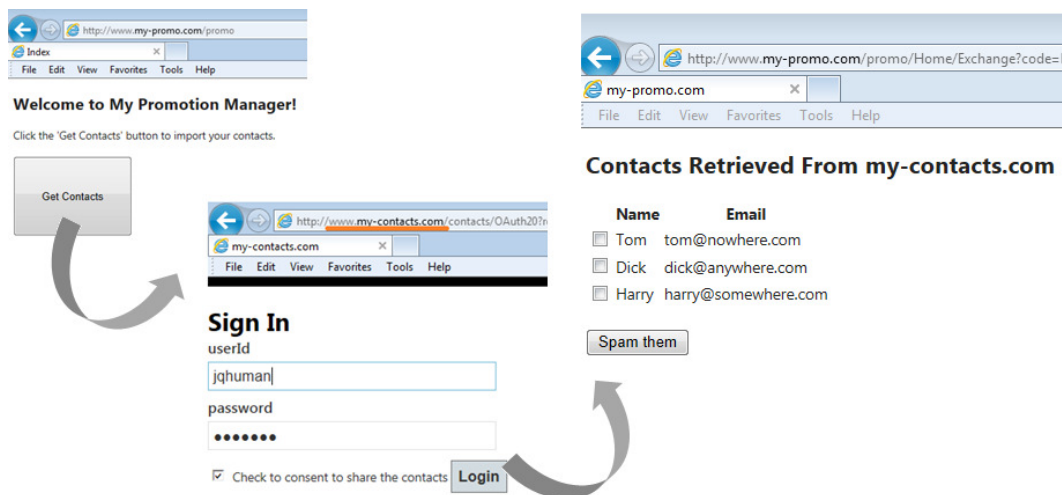 http://www.my-promo.com/promo
Index
File Edit View Favorites Tools Help
Welcome to My Promotion Manager!
Click the 'Get Contacts' button to import your contacts.
Get Contacts
http://www.my-contacts.com/contacts/OAuth20?r
my-contacts.com
File Edit View Favorites Tools Help
Sign In
userId
jqhuman
password
Check to consent to share the contacts Login
http://www.my-promo.com/promo/Home/Exchange?code=
my-promo.com
File Edit View Favorites Tools Help
Contacts Retrieved From my-contacts.com
Name Email
Tom tom@nowhere.com
Dick dick@anywhere.com
Harry harry@somewhere.com
Spam them